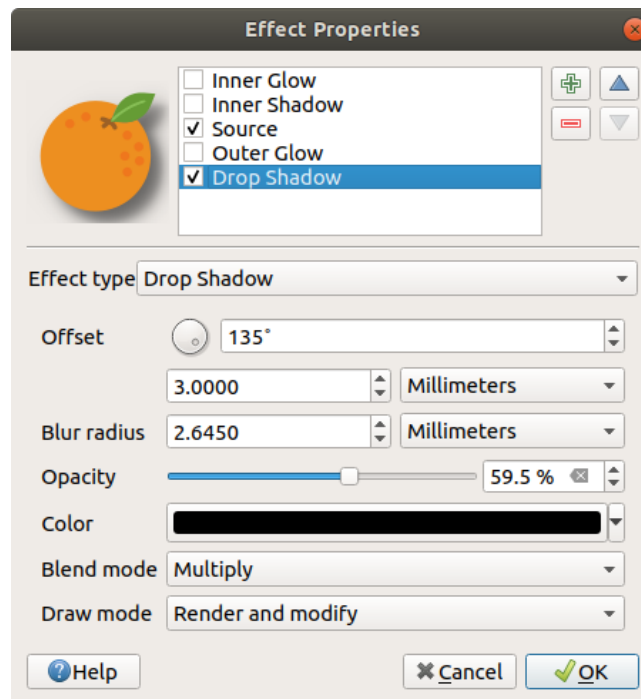 Effect Properties
Inner Glow
Inner Shadow
Source
Outer Glow
Drop Shadow
Effect type Drop Shadow
Offset 135°
3.0000 Millimeters
Blur radius 2.6450 Millimeters
Opacity 59.5 %
Color
Blend mode Multiply
Draw mode Render and modify
Help Cancel OK